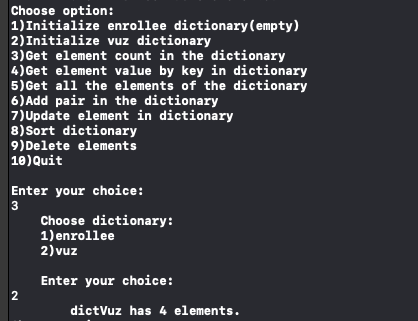 Choose option:
1)Initialize enrollee dictionary(empty)
2)Initialize vuz dictionary
3)Get element count in the dictionary
4)Get element value by key in dictionary
5)Get all the elements of the dictionary
6)Add pair in the dictionary
7)Update element in dictionary
8)Sort dictionary
9)Delete elements
10)Quit

Enter your choice:
3
    Choose dictionary:
    1)enrollee
    2)vuz

    Enter your choice:
2
        dictVuz has 4 elements.